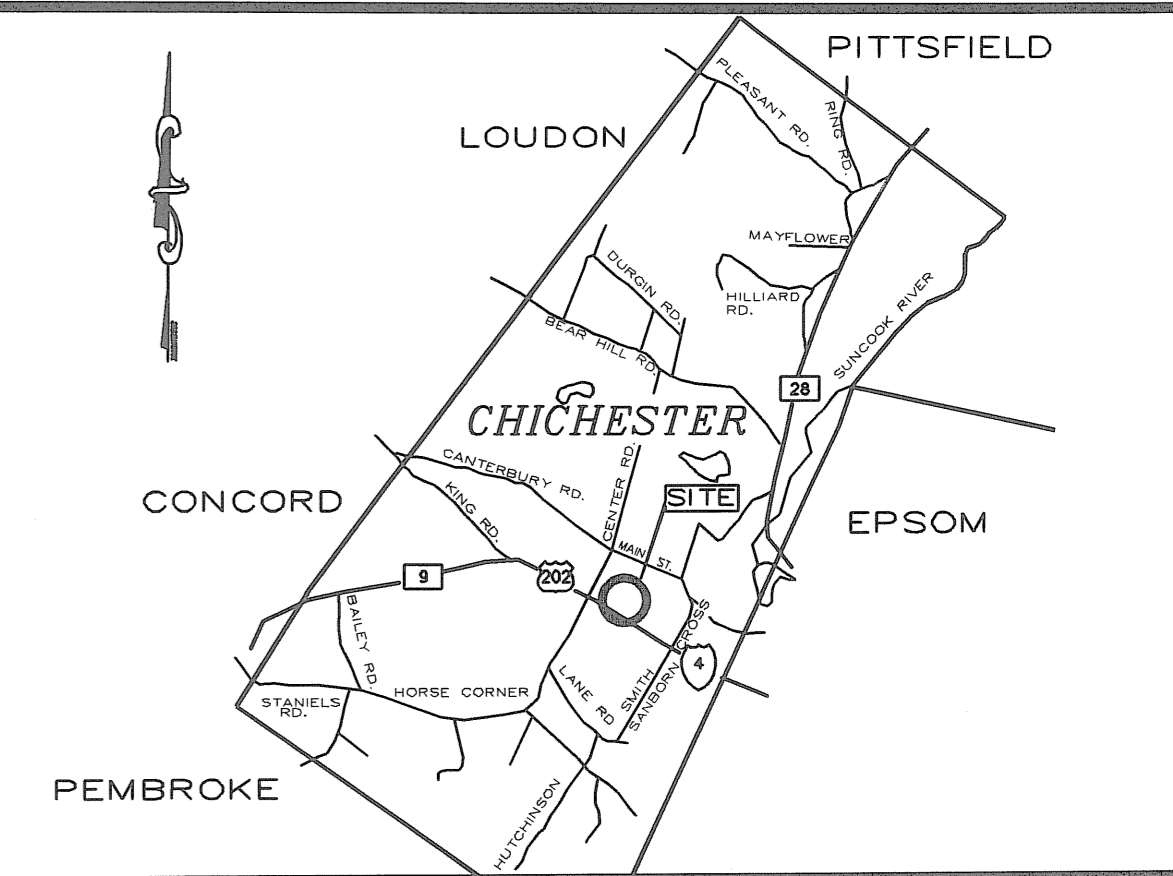 PITTSFIELD
LOUDON
PLEASANT RD.
RING RD.
MAYFLOWER
HILLIARD
RD.
SUNCOOK RIVER
DURGIN RD.
BEAR HILL RD.
28
CHICHESTER
CANTERBURY RD.
KING RD.
CENTER RD.
SITE
CONCORD
EPSOM
MAIN ST.
9
202
BAILEY RD.
4
SMITH
SANBORN CROSS
LANE RD
HORSE CORNER
STANIELS
RD.
PEMBROKE
HUTCHINSON